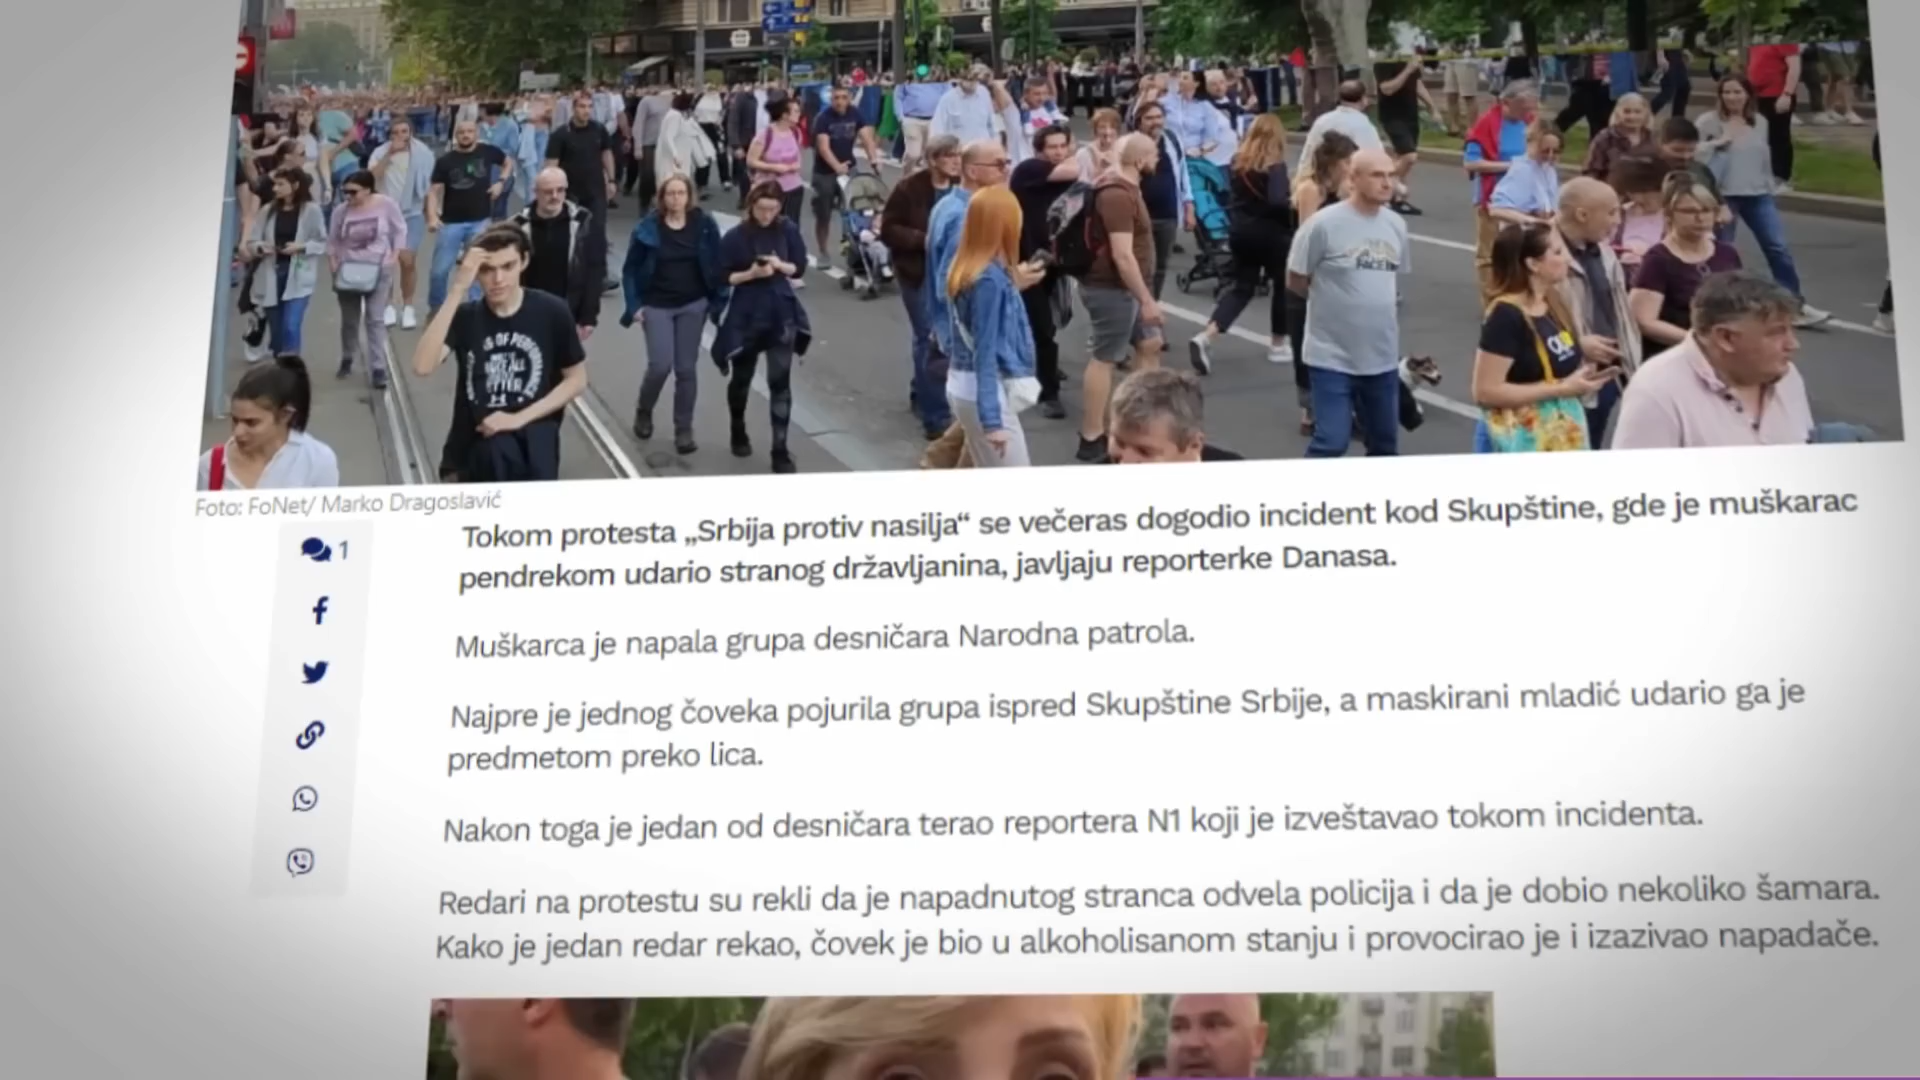 Foto: FoNet/ Marko Dragoslavić
1
Tokom protesta „Srbija protiv nasilja“ se večeras dogodio incident kod Skupštine, gde je muškarac
pendrekom udario stranog državljanina, javljaju reporterke Danasa.
Muškarca je napala grupa desničara Narodna patrola.
Najpre je jednog čoveka pojurila grupa ispred Skupštine Srbije, a maskirani mladić udario ga je
predmetom preko lica.
Nakon toga je jedan od desničara terao reportera N1 koji je izveštavao tokom incidenta.
Redari na protestu su rekli da je napadnutog stranca odvela policija i da je dobio nekoliko šamara.
Kako je jedan redar rekao, čovek je bio u alkoholisanom stanju i provocirao je i izazivao napadače.